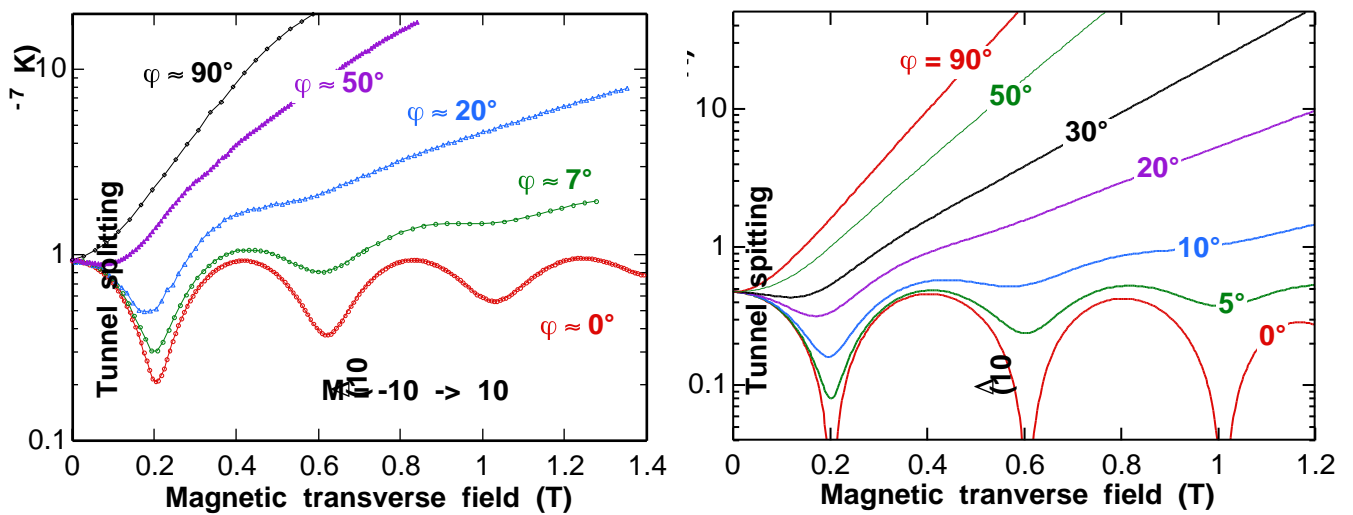 -7 K)
10
1
0.1
Tunnel splitting
φ ≈ 90°
φ ≈ 50°
φ ≈ 20°
φ ≈ 7°
φ ≈ 0°
-10 -> 10
0 0.2 0.4 0.6 0.8 1 1.2 1.4
Magnetic transverse field (T)
10
1
0.1
Tunnel spitting
φ = 90°
50°
30°
20°
10°
5°
0°
(10
0 0.2 0.4 0.6 0.8 1 1.2
Magnetic tranverse field (T)